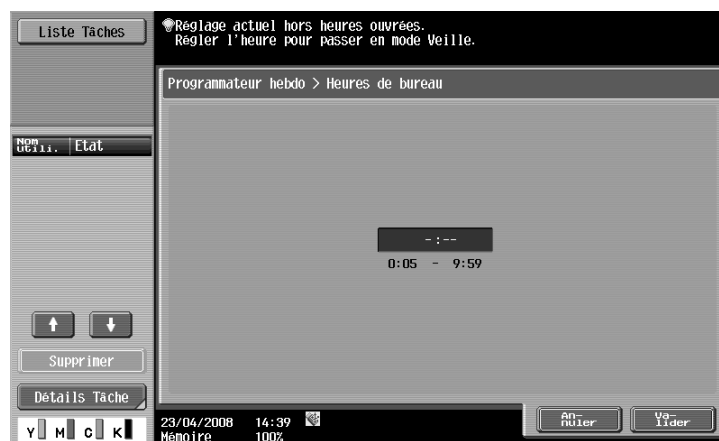 Liste Tâches
Réglage actuel hors heures ouvrées.
Régler l'heure pour passer en mode Veille.
Programmateur hebdo > Heures de bureau
Nom Utili. Etat
-:--
0:05 - 9:59
Supprimer
Détails Tâche
Y M C K
23/04/2008 14:39
Mémoire 100%
An-
nuler
Va-
lider